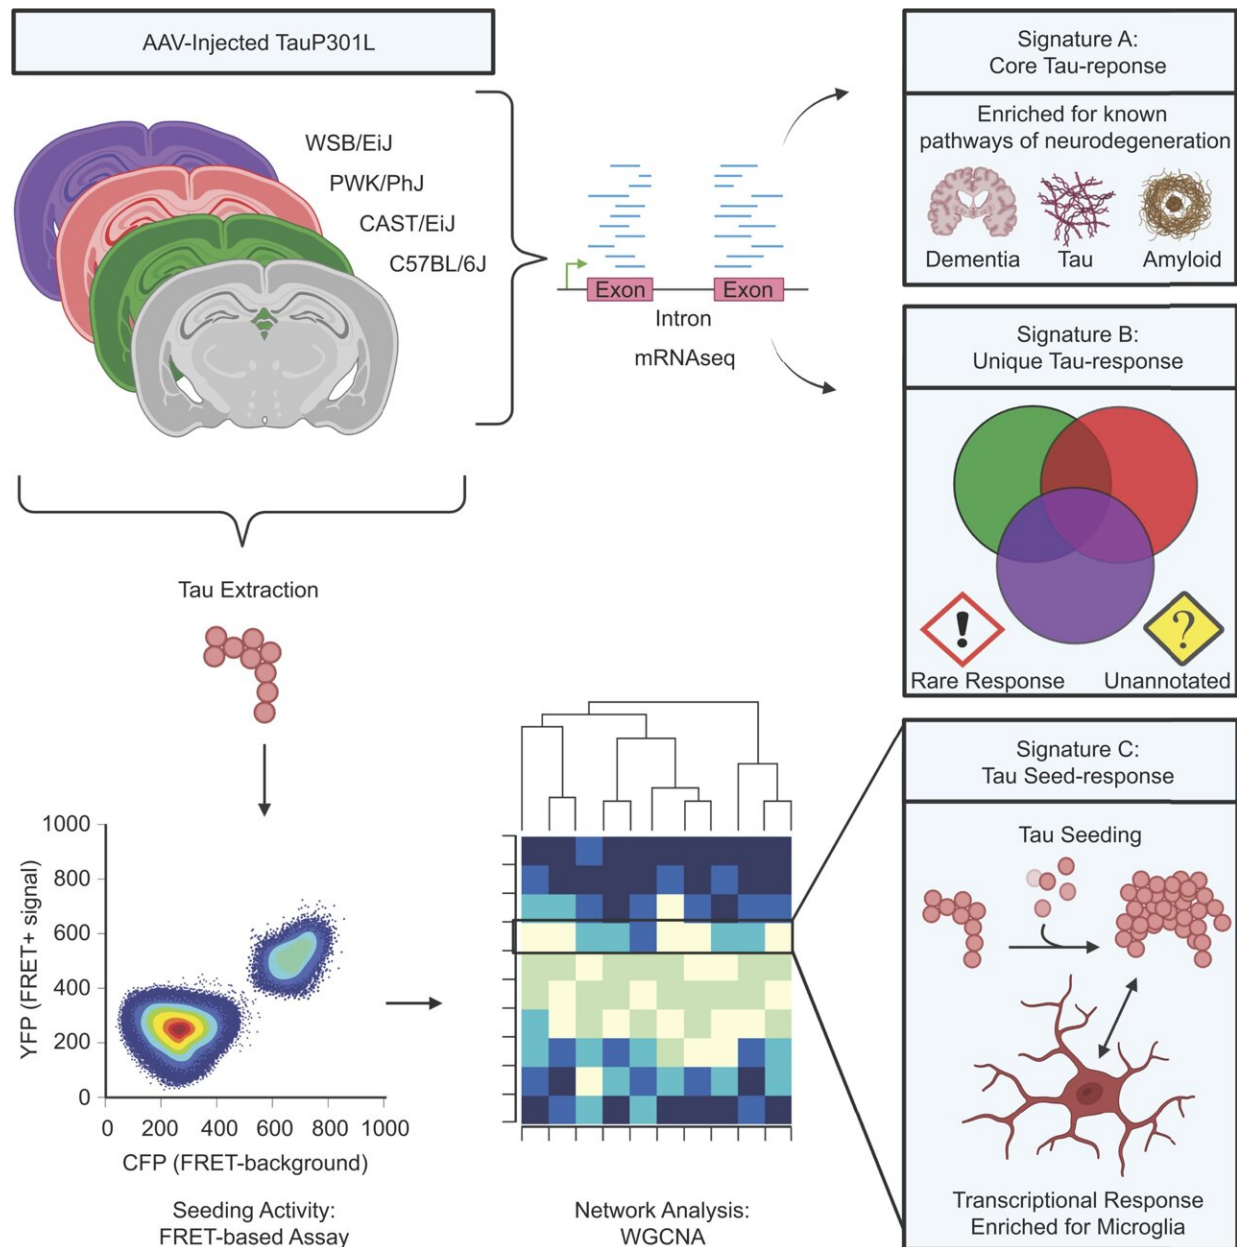 AAV-Injected TauP301L
WSB/EiJ
PWK/PhJ
CAST/EiJ
C57BL/6J
Exon
Exon
Intron
mRNAseq
Signature A:
Core Tau-reponse
Enriched for known
pathways of neurodegeneration
Dementia
Tau
Amyloid
Signature B:
Unique Tau-response
!
?
Rare Response
Unannotated
Tau Extraction
1000
800
600
400
200
0
YFP (FRET+ signal)
0
200
400
600
800
1000
CFP (FRET-background)
Seeding Activity:
FRET-based Assay
Network Analysis:
WGCNA
Signature C:
Tau Seed-response
Tau Seeding
Transcriptional Response
Enriched for Microglia